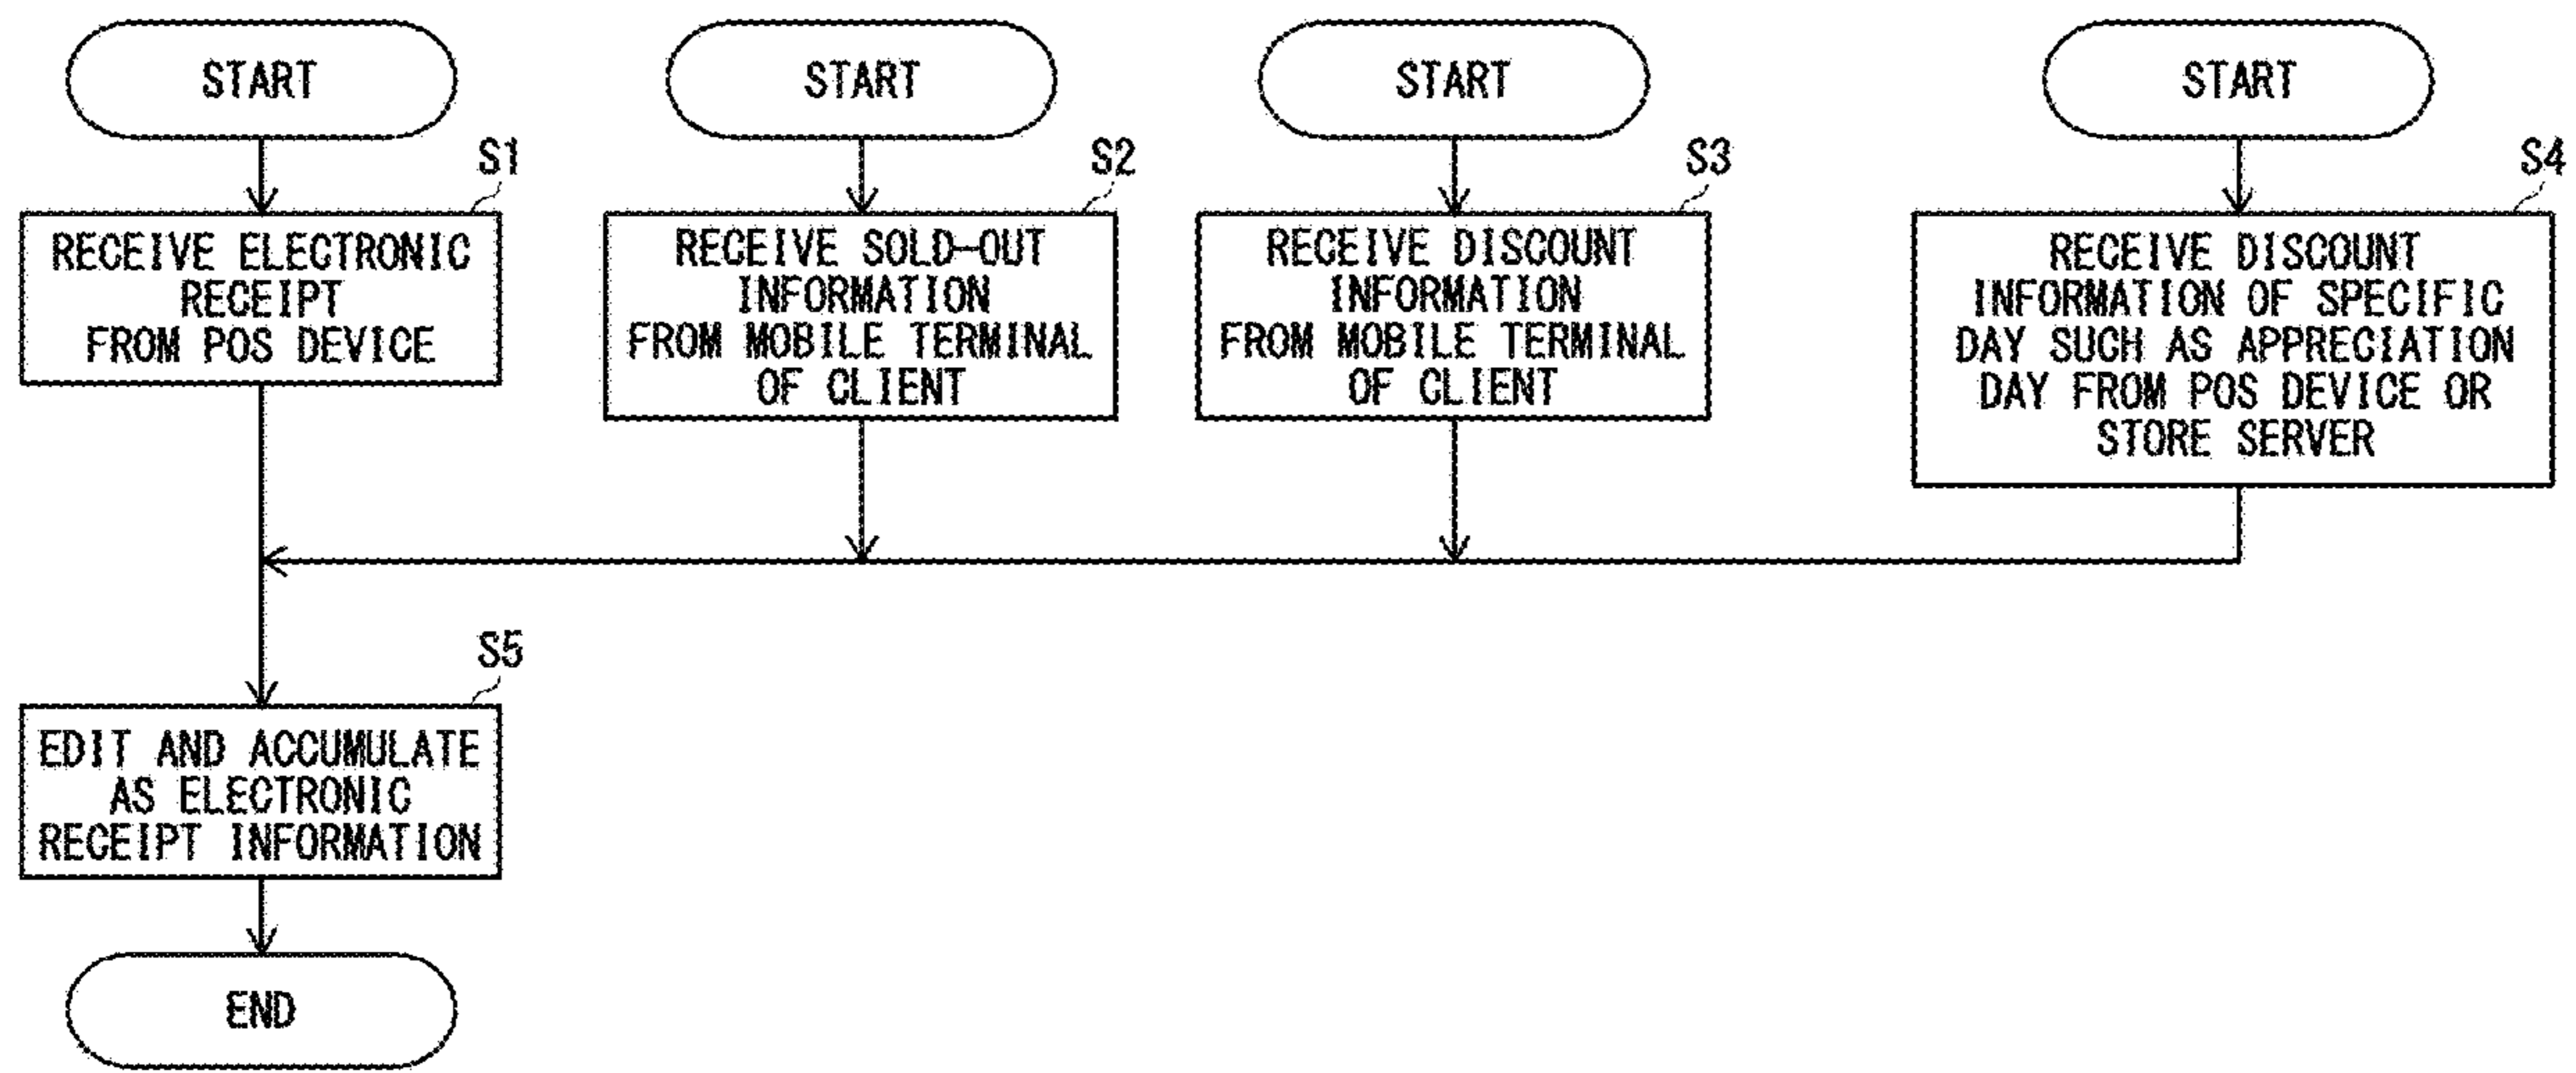 START
START
START
START
S1
S2
S3
S4
RECEIVE ELECTRONIC
RECEIPT
FROM POS DEVICE
RECEIVE SOLD-OUT
INFORMATION
FROM MOBILE TERMINAL
OF CLIENT
RECEIVE DISCOUNT
INFORMATION
FROM MOBILE TERMINAL
OF CLIENT
RECEIVE DISCOUNT
INFORMATION OF SPECIFIC
DAY SUCH AS APPRECIATION
DAY FROM POS DEVICE OR
STORE SERVER
S5
EDIT AND ACCUMULATE
AS ELECTRONIC
RECEIPT INFORMATION
END